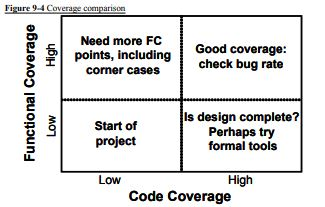 Figure 9-4 Coverage comparison
Functional Coverage
High
Low
Need more FC
points, including
corner cases
Good coverage:
check bug rate
Start of
project
Is design complete?
Perhaps try
formal tools
Low
High
Code Coverage